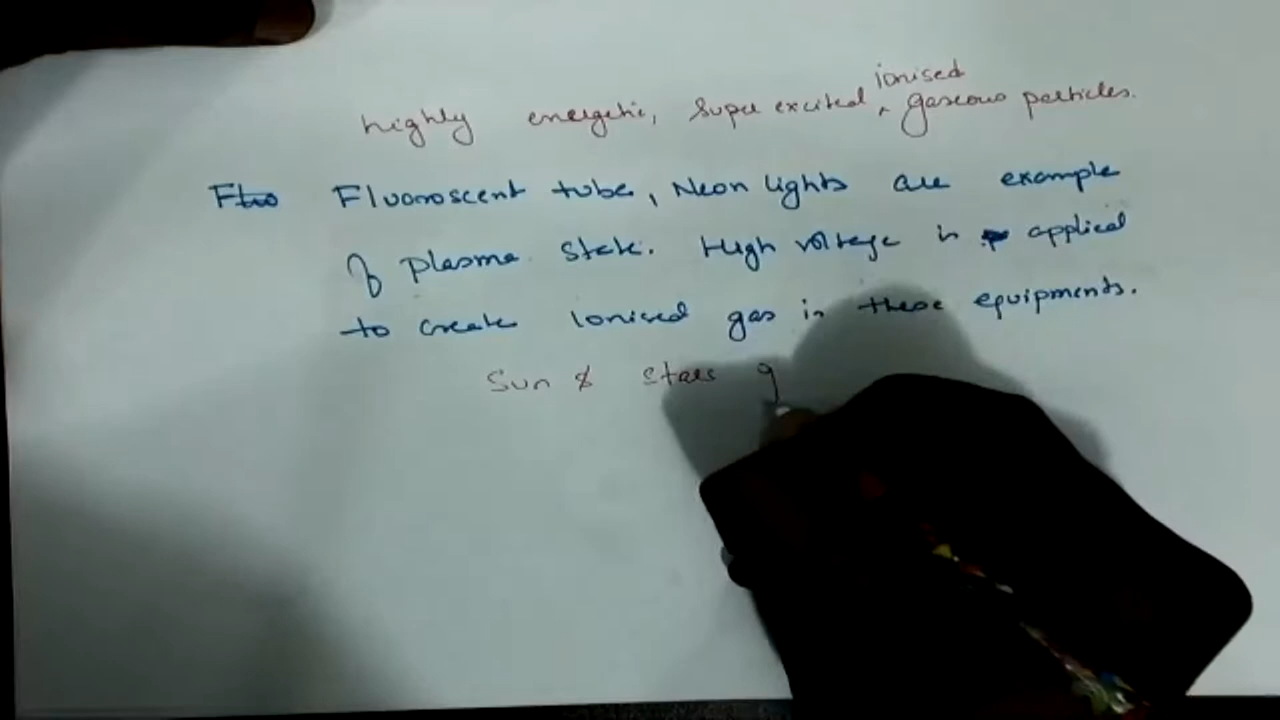 ionised
highly energetic, super excited ‸ gaseous particles.
Fluoroscent tube, Neon lights are example
of plasma state. High voltage is applied
to create Ionised gas in these equipments.
Sun & stars g